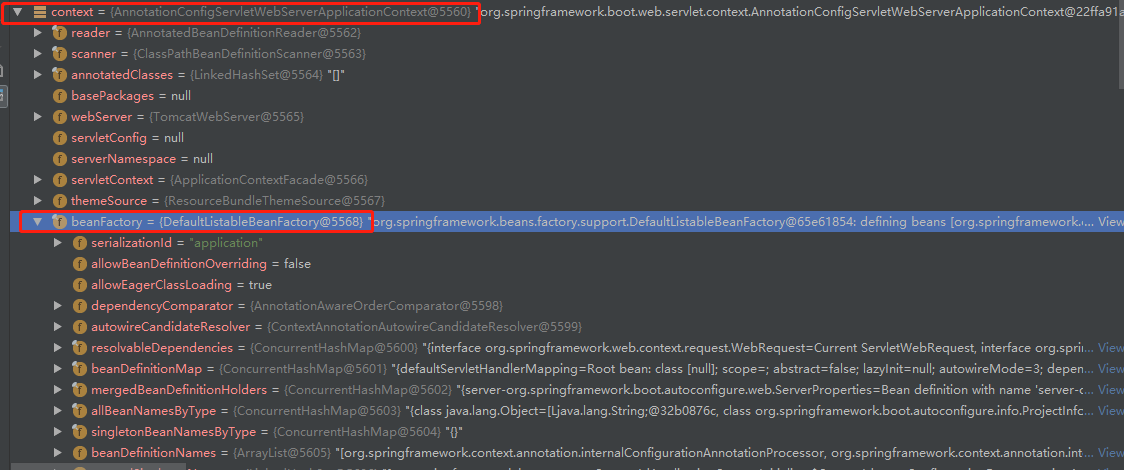 context = {AnnotationConfigServletWebServerApplicationContext@5560} "org.springframework.boot.web.servlet.context.AnnotationConfigServletWebServerApplicationContext@22ffa91a
reader = {AnnotatedBeanDefinitionReader@5562}
scanner = {ClassPathBeanDefinitionScanner@5563}
annotatedClasses = {LinkedHashSet@5564} "[]"
basePackages = null
webServer = {TomcatWebServer@5565}
servletConfig = null
serverNamespace = null
servletContext = {ApplicationContextFacade@5566}
themeSource = {ResourceBundleThemeSource@5567}
beanFactory = {DefaultListableBeanFactory@5568} "org.springframework.beans.factory.support.DefaultListableBeanFactory@65e61854: defining beans [org.springframework.... View
serializationId = "application"
allowBeanDefinitionOverriding = false
allowEagerClassLoading = true
dependencyComparator = {AnnotationAwareOrderComparator@5598}
autowireCandidateResolver = {ContextAnnotationAutowireCandidateResolver@5599}
resolvableDependencies = {ConcurrentHashMap@5600} "{interface org.springframework.web.context.request.WebRequest=Current ServletWebRequest, interface org.spring... View
beanDefinitionMap = {ConcurrentHashMap@5601} "{defaultServletHandlerMapping=Root bean: class [null]; scope=; abstract=false; lazyInit=null; autowireMode=3; depen... View
mergedBeanDefinitionHolders = {ConcurrentHashMap@5602} "{server-org.springframework.boot.autoconfigure.web.ServerProperties=Bean definition with name 'server-... View
allBeanNamesByType = {ConcurrentHashMap@5603} "{class java.lang.Object=[Ljava.lang.String;@32b0876c, class org.springframework.boot.autoconfigure.info.ProjectInfo... View
singletonBeanNamesByType = {ConcurrentHashMap@5604} "{}"
beanDefinitionNames = {ArrayList@5605} "[org.springframework.context.annotation.internalConfigurationAnnotationProcessor, org.springframework.context.annotation.int... View